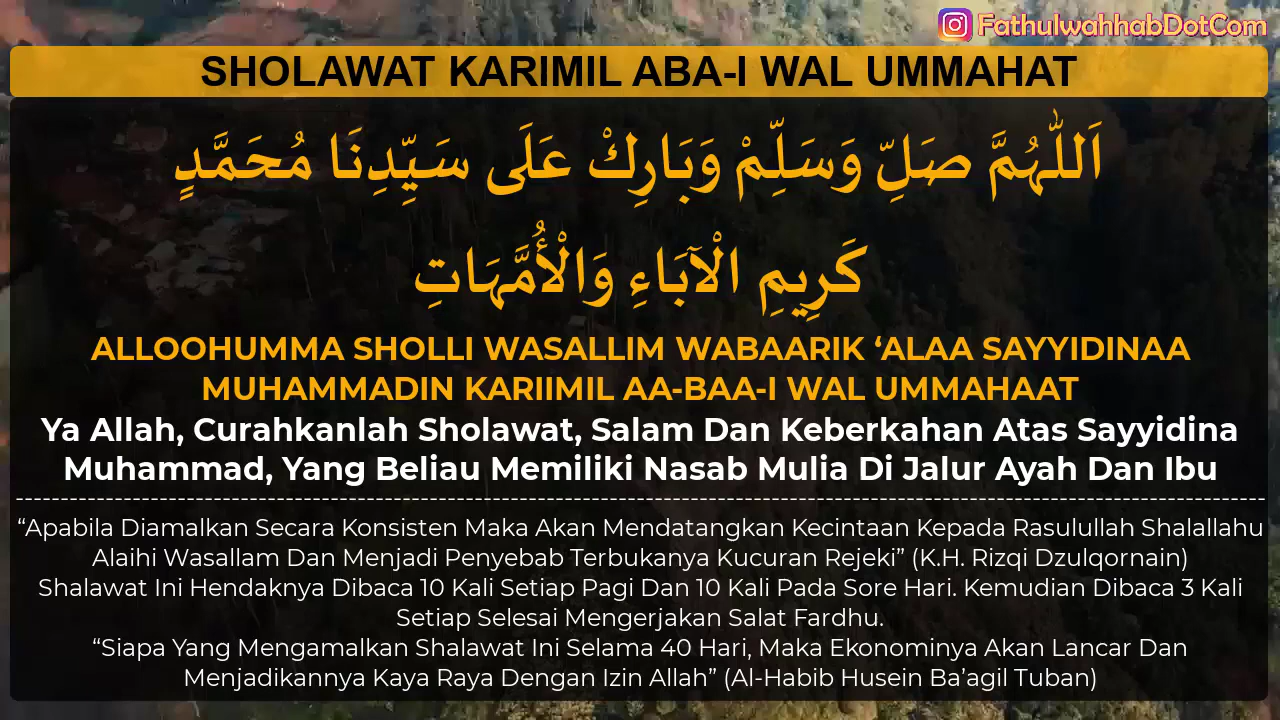 FathulwahhabDotCom
SHOLAWAT KARIMIL ABA-I WAL UMMAHAT
اَللّٰهُمَّ صَلِّ وَسَلِّمْ وَبَارِكْ عَلَى سَيِّدِنَا مُحَمَّدٍ
كَرِيمِ الْآبَاءِ وَالْأُمَّهَاتِ
ALLOOHUMMA SHOLLI WASALLIM WABAARIK ‘ALAA SAYYIDINAA
MUHAMMADIN KARIIMIL AA-BAA-I WAL UMMAHAAT
Ya Allah, Curahkanlah Sholawat, Salam Dan Keberkahan Atas Sayyidina
Muhammad, Yang Beliau Memiliki Nasab Mulia Di Jalur Ayah Dan Ibu
“Apabila Diamalkan Secara Konsisten Maka Akan Mendatangkan Kecintaan Kepada Rasulullah Shalallahu
Alaihi Wasallam Dan Menjadi Penyebab Terbukanya Kucuran Rejeki” (K.H. Rizqi Dzulqornain)
Shalawat Ini Hendaknya Dibaca 10 Kali Setiap Pagi Dan 10 Kali Pada Sore Hari. Kemudian Dibaca 3 Kali
Setiap Selesai Mengerjakan Salat Fardhu.
“Siapa Yang Mengamalkan Shalawat Ini Selama 40 Hari, Maka Ekonominya Akan Lancar Dan
Menjadikannya Kaya Raya Dengan Izin Allah” (Al-Habib Husein Ba’agil Tuban)